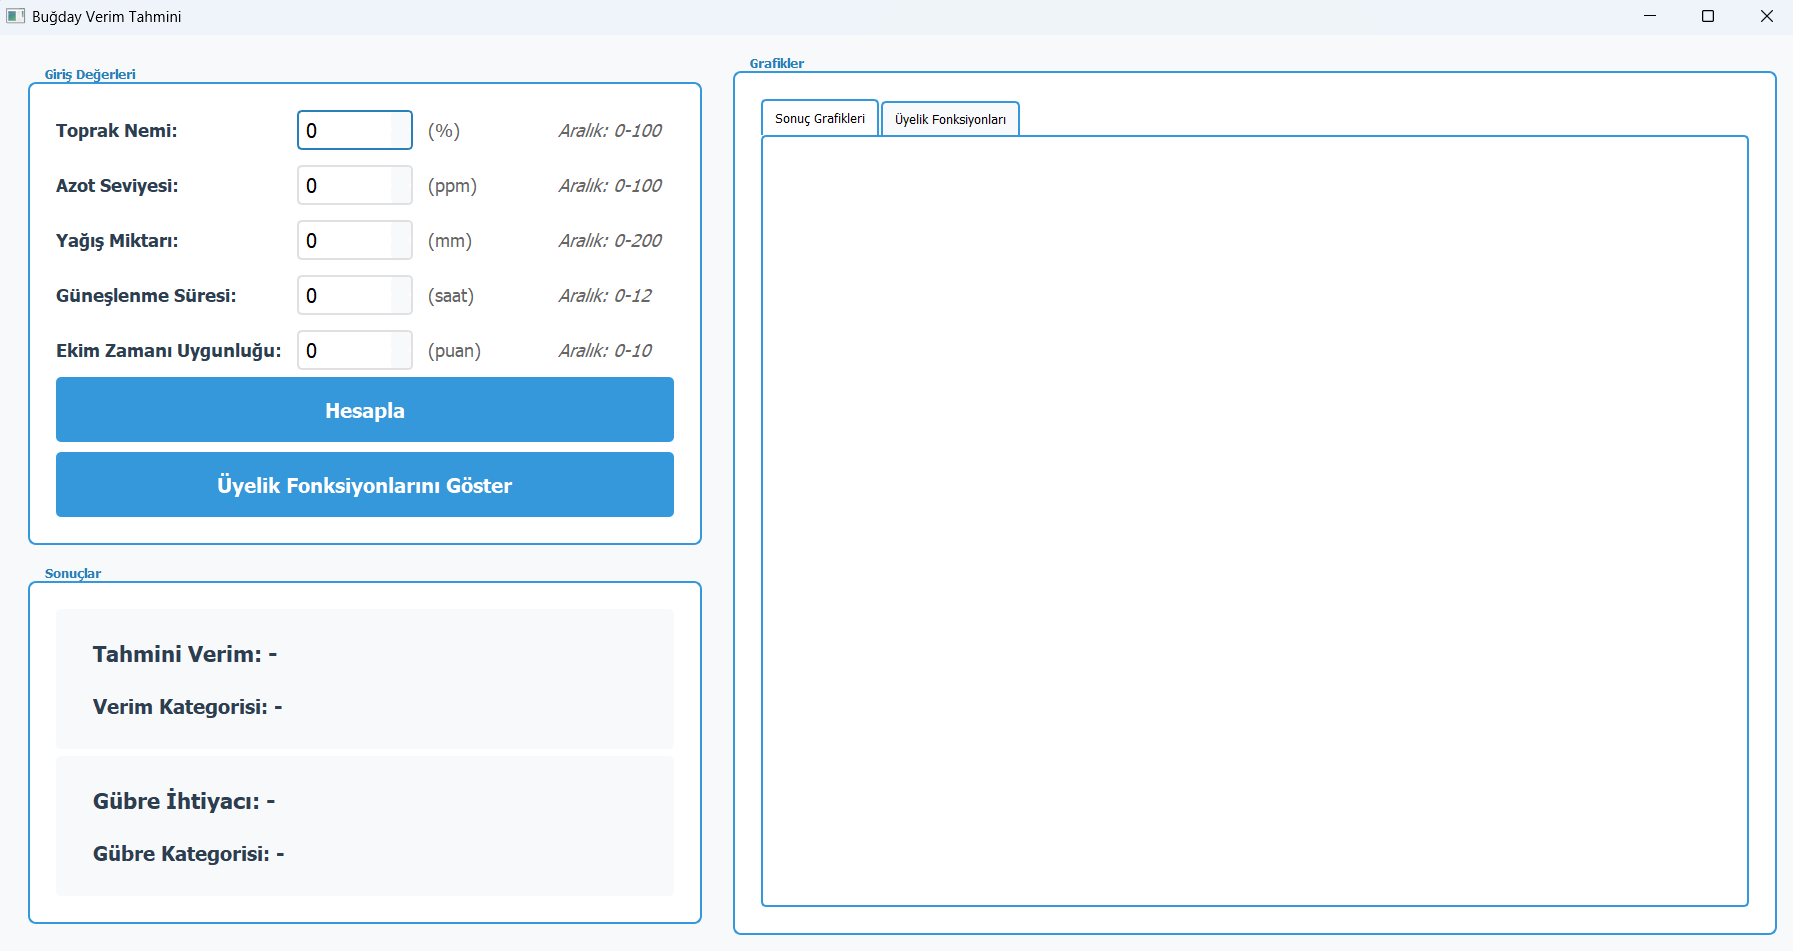 Buğday Verim Tahmini
Giriş Değerleri
Toprak Nemi: 0 (%) Aralık: 0-100
Azot Seviyesi: 0 (ppm) Aralık: 0-100
Yağış Miktarı: 0 (mm) Aralık: 0-200
Güneşlenme Süresi: 0 (saat) Aralık: 0-12
Ekim Zamanı Uygunluğu: 0 (puan) Aralık: 0-10
Hesapla
Üyelik Fonksiyonlarını Göster
Sonuçlar
Tahmini Verim: -
Verim Kategorisi: -
Gübre İhtiyacı: -
Gübre Kategorisi: -
Grafikler
Sonuç Grafikleri Üyelik Fonksiyonları